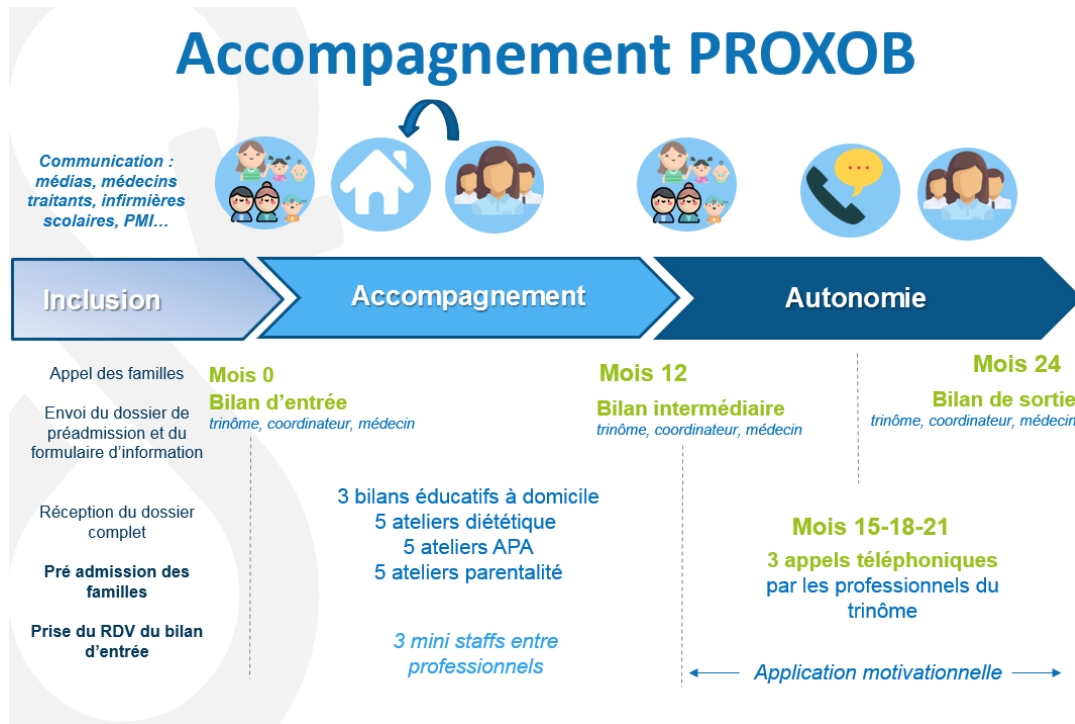 Accompagnement PROXOB
Communication :
médias, médecins
traitants, infirmières
scolaires, PMI…
Inclusion
Accompagnement
Autonomie
Appel des familles
Envoi du dossier de
préadmission et du
formulaire d'information
Réception du dossier
complet
Pré admission des
familles
Prise du RDV du bilan
d'entrée
Mois 0
Bilan d'entrée
trinôme, coordinateur, médecin
3 bilans éducatifs à domicile
5 ateliers diététique
5 ateliers APA
5 ateliers parentalité
3 mini staffs entre
professionnels
Mois 12
Bilan intermédiaire
trinôme, coordinateur, médecin
Mois 15-18-21
3 appels téléphoniques
par les professionnels du
trinôme
Application motivationnelle
Mois 24
Bilan de sortie
trinôme, coordinateur, médecin